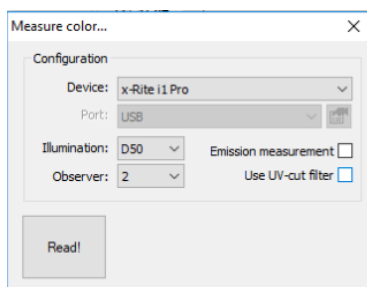 Measure color...
Configuration
Device: x-Rite i1 Pro
Port: USB
Illumination: D50 Emission measurement
Observer: 2 Use UV-cut filter
Read!